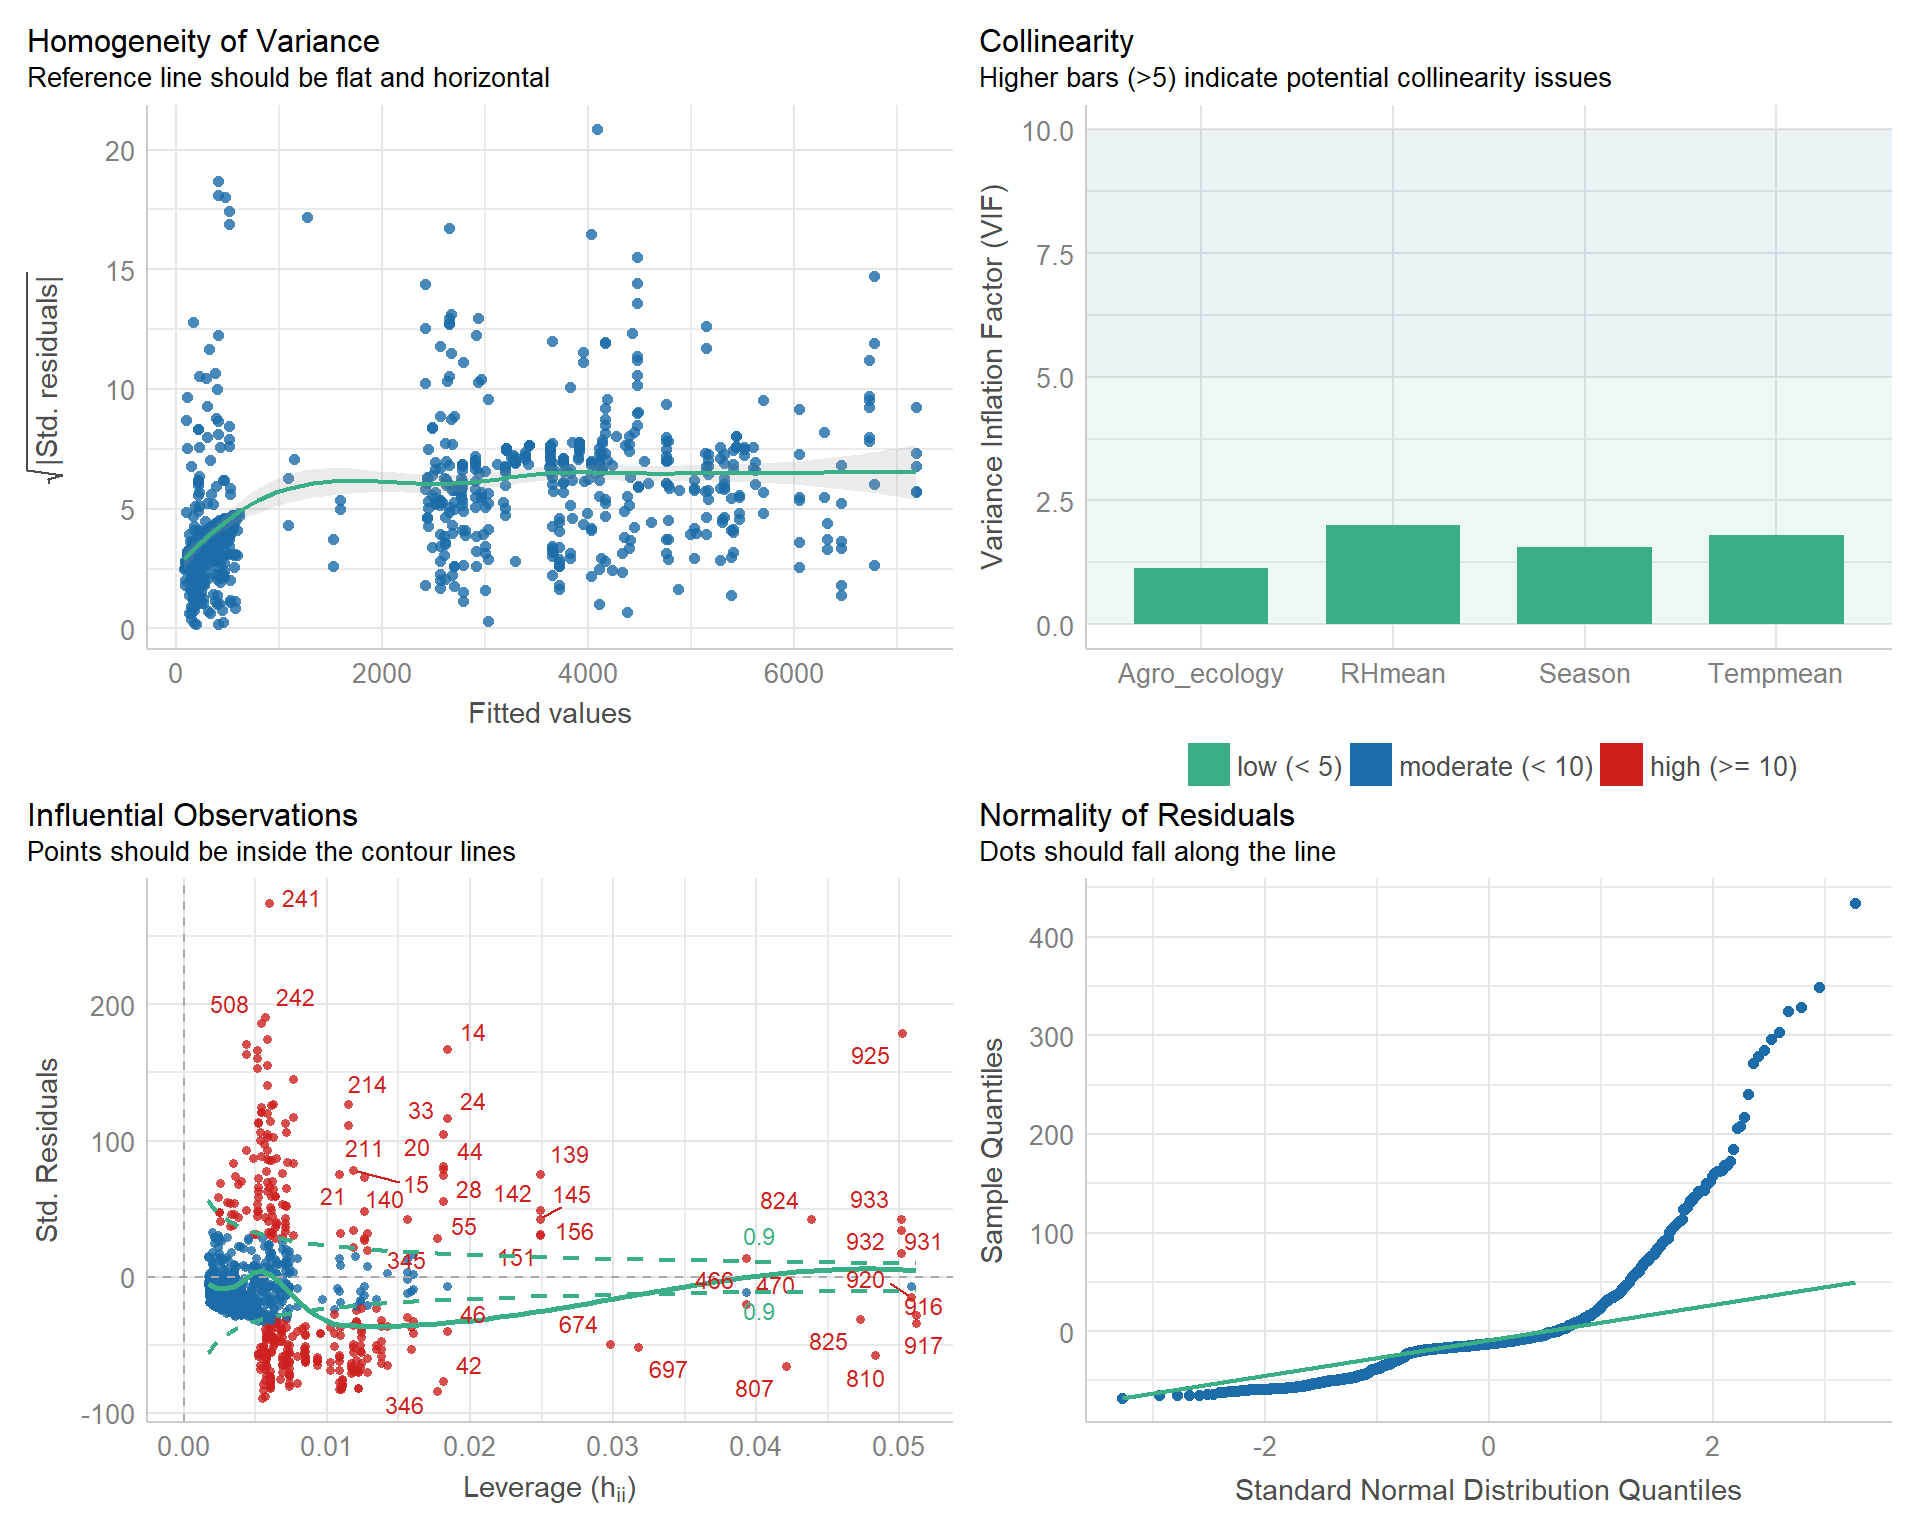 Homogeneity of Variance
Reference line should be flat and horizontal
√|Std. residuals|
20
15
10
5
0
0 2000 4000 6000
Fitted values
Collinearity
Higher bars (>5) indicate potential collinearity issues
Variance Inflation Factor (VIF)
10.0
7.5
5.0
2.5
0.0
Agro_ecology RHmean Season Tempmean
low (< 5) moderate (< 10) high (>= 10)
Influential Observations
Points should be inside the contour lines
Std. Residuals
200
100
0
-100
241
508 242
14
925
214
33 24
211 20 44
139
15
21 140 28 142 145
824 933
55 156
0.9
932 931
345 151
466 470 920
916
46
0.9
674
825 917
697
42
807 810
346
0.00 0.01 0.02 0.03 0.04 0.05
Leverage (hii)
Normality of Residuals
Dots should fall along the line
Sample Quantiles
400
300
200
100
0
-2 0 2
Standard Normal Distribution Quantiles